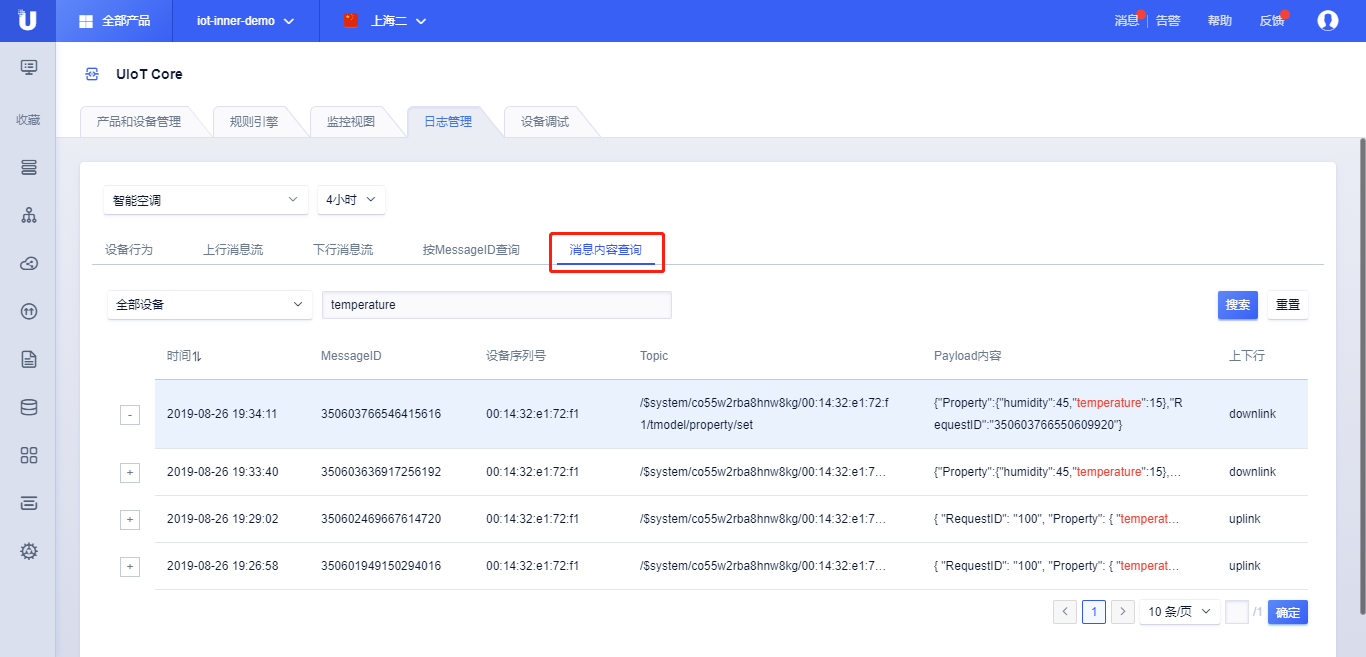 全部产品
iot-inner-demo
上海二
消息
告警
帮助
反馈
收藏
UIoT Core
产品和设备管理
规则引擎
监控视图
日志管理
设备调试
智能空调
4小时
设备行为
上行消息流
下行消息流
按MessageID查询
消息内容查询
全部设备
temperature
搜索
重置
时间
MessageID
设备序列号
Topic
Payload内容
上下行
-
2019-08-26 19:34:11
350603766546415616
00:14:32:e1:72:f1
/$system/co55w2rba8hnw8kg/00:14:32:e1:72:f
1/tmodel/property/set
{"Property":{"humidity":45,"temperature":15},"R
equestID":"350603766550609920"}
downlink
+
2019-08-26 19:33:40
350603636917256192
00:14:32:e1:72:f1
/$system/co55w2rba8hnw8kg/00:14:32:e1:7...
{"Property":{"humidity":45,"temperature":15},...
downlink
+
2019-08-26 19:29:02
350602469667614720
00:14:32:e1:72:f1
/$system/co55w2rba8hnw8kg/00:14:32:e1:7...
{ "RequestID": "100", "Property": { "temperat...
uplink
+
2019-08-26 19:26:58
350601949150294016
00:14:32:e1:72:f1
/$system/co55w2rba8hnw8kg/00:14:32:e1:7...
{ "RequestID": "100", "Property": { "temperat...
uplink
1
10 条/页
/1
确定